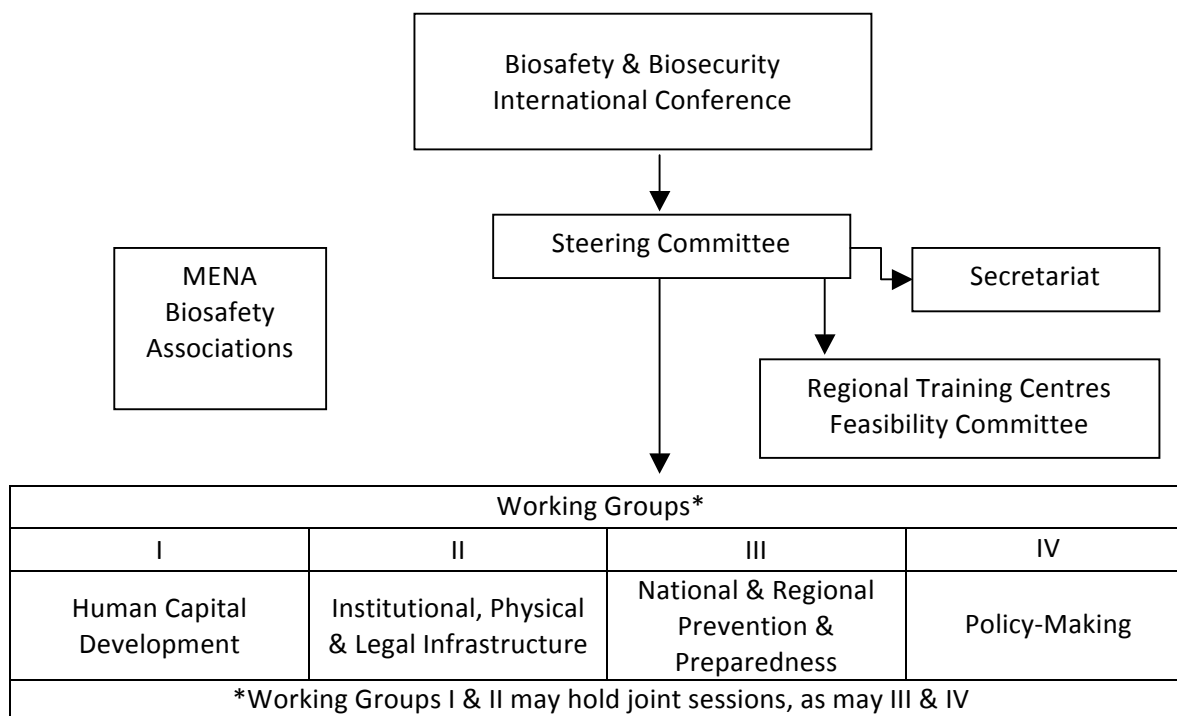 Biosafety & Biosecurity
International Conference
Steering Committee
MENA
Biosafety
Associations
Secretariat
Regional Training Centres
Feasibility Committee
Working Groups*
I
II
III
IV
Human Capital
Development
Institutional, Physical
& Legal Infrastructure
National & Regional
Prevention &
Preparedness
Policy-Making
*Working Groups I & II may hold joint sessions, as may III & IV